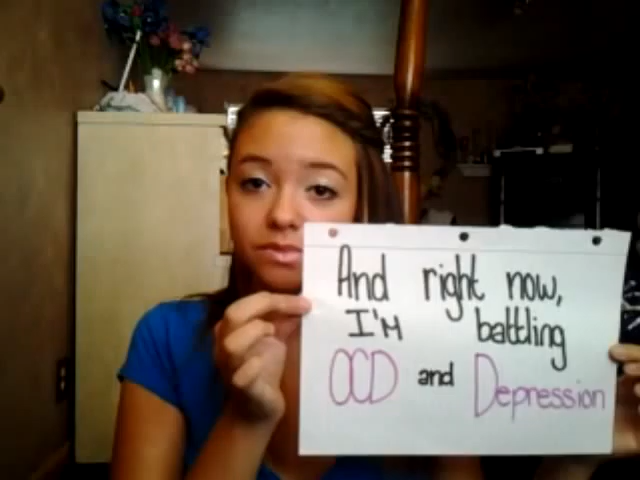 And right now,
I'm battling
OCD and Depression